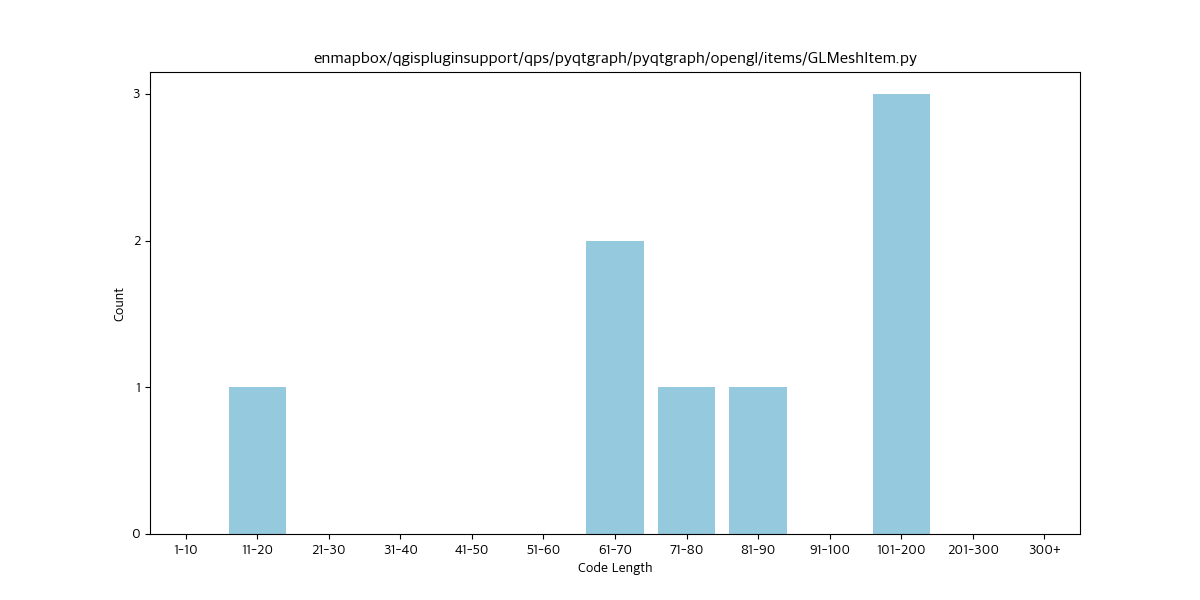 enmapbox/qgispluginsupport/qps/pyqtgraph/pyqtgraph/opengl/items/GLMeshItem.py
3
2
1
0
Count
1-10 11-20 21-30 31-40 41-50 51-60 61-70 71-80 81-90 91-100 101-200 201-300 300+
Code Length